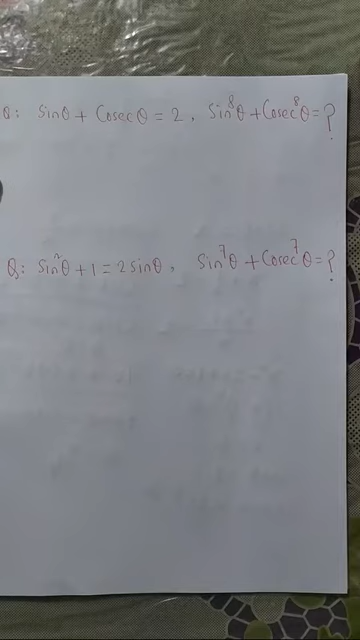 Q: Sinθ + Cosecθ = 2, Sin⁸θ + Cosec⁸θ = ?
Q: Sin²θ + 1 = 2 Sinθ, Sin⁷θ + Cosec⁷θ = ?